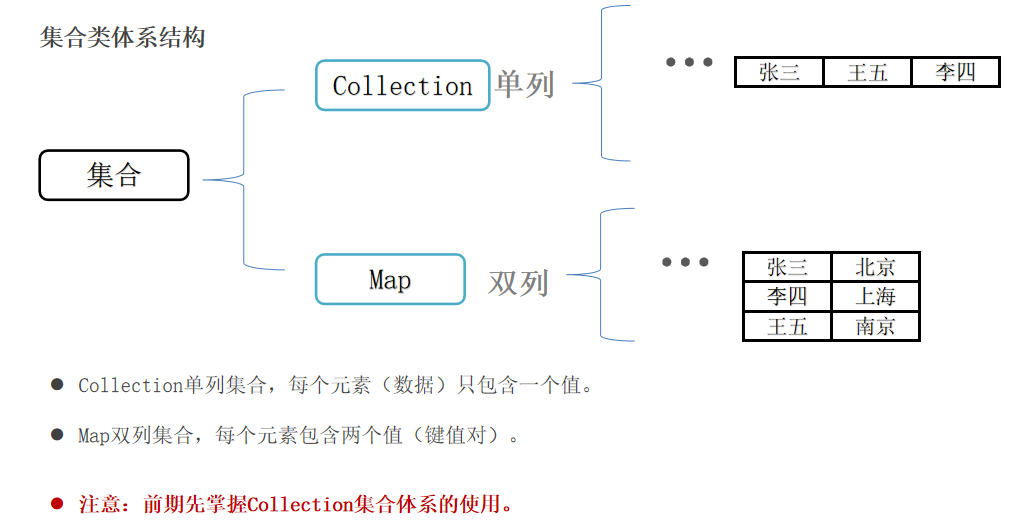 集合类体系结构
集合
Collection
单列
•••
张三 王五 李四
Map
双列
•••
张三 北京
李四 上海
王五 南京
● Collection单列集合，每个元素（数据）只包含一个值。
● Map双列集合，每个元素包含两个值（键值对）。
● 注意：前期先掌握Collection集合体系的使用。